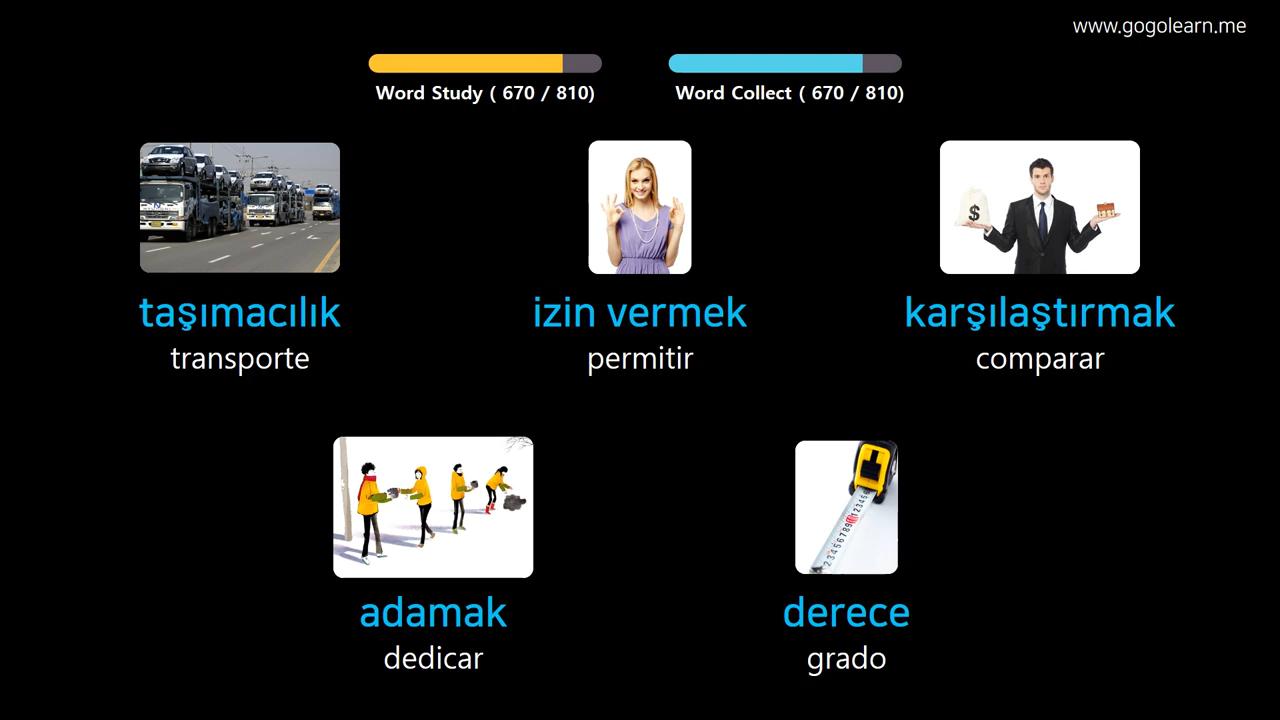 www.gogolearn.me
Word Study ( 670 / 810)
Word Collect ( 670 / 810)
taşımacılık
transporte
izin vermek
permitir
karşılaştırmak
comparar
adamak
dedicar
derece
grado